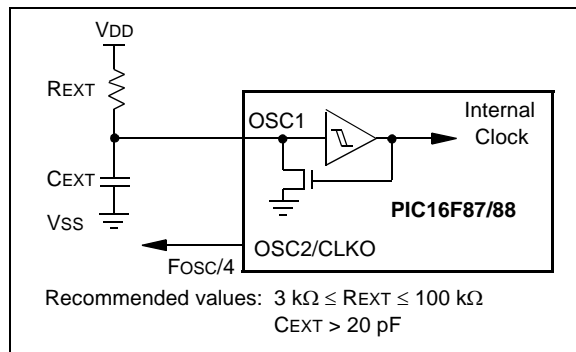 VDD
REXT
OSC1
Internal
Clock
CEXT
PIC16F87/88
VSS
OSC2/CLKO
FOSC/4
Recommended values: 3 kΩ ≤ REXT ≤ 100 kΩ
CEXT > 20 pF